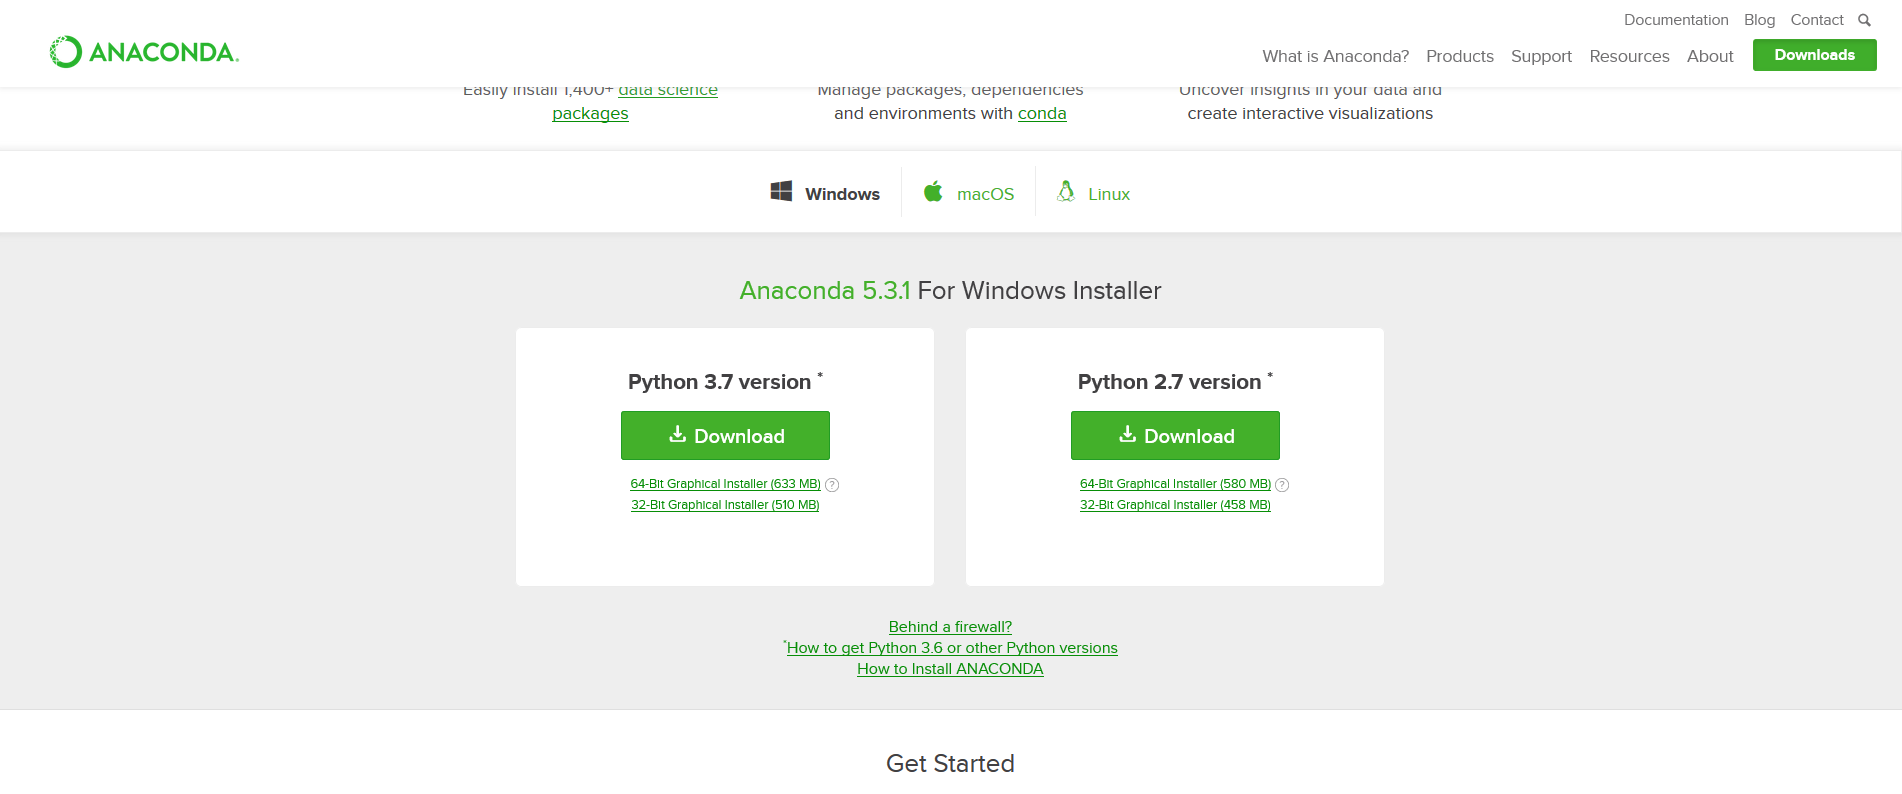 Documentation Blog Contact
ANACONDA.
What is Anaconda? Products Support Resources About Downloads
Easily install 1,400+ data science
packages
Manage packages, dependencies
and environments with conda
Uncover insights in your data and
create interactive visualizations
Windows macOS Linux
Anaconda 5.3.1 For Windows Installer
Python 3.7 version *
Download
64-Bit Graphical Installer (633 MB) ?
32-Bit Graphical Installer (510 MB)
Python 2.7 version *
Download
64-Bit Graphical Installer (580 MB) ?
32-Bit Graphical Installer (458 MB)
Behind a firewall?
*How to get Python 3.6 or other Python versions
How to Install ANACONDA
Get Started